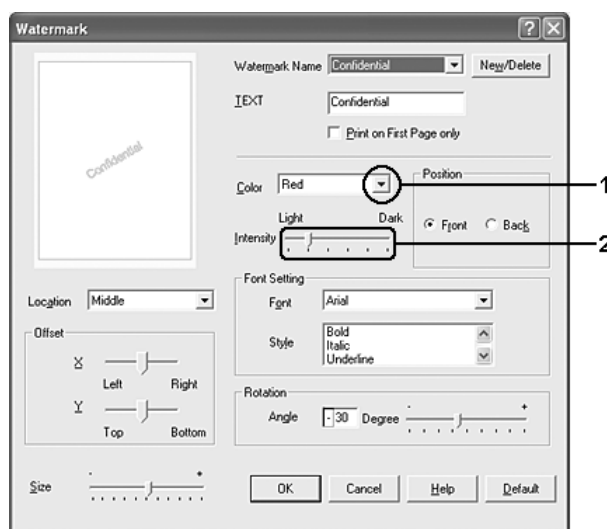 Watermark
Confidential
Watermark Name Confidential New/Delete
TEXT Confidential
Print on First Page only
Color Red
1
Position
Front Back
Light Dark
Intensity
2
Location Middle
Offset
X
Left Right
Y
Top Bottom
Font Setting
Font Arial
Style Bold
Italic
Underline
Rotation
Angle -30 Degree - +
Size - +
OK Cancel Help Default